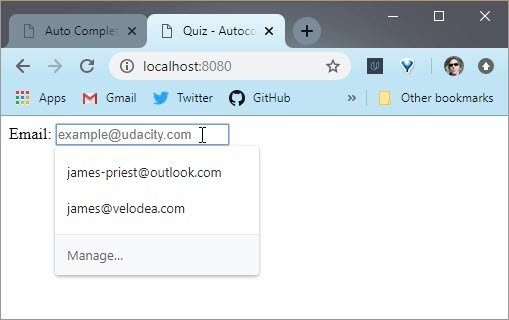 Auto Complet
Quiz - Autoco
localhost:8080
Apps Gmail Twitter GitHub » Other bookmarks
Email: example@udacity.com
james-priest@outlook.com
james@velodea.com
Manage...